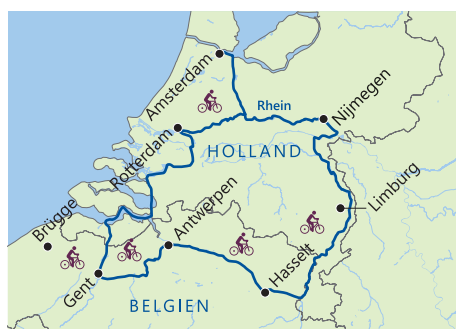 Amsterdam
Rhein
Nijmegen
Rotterdam
HOLLAND
Limburg
Brügge
Antwerpen
Gent
Hasselt
BELGIEN